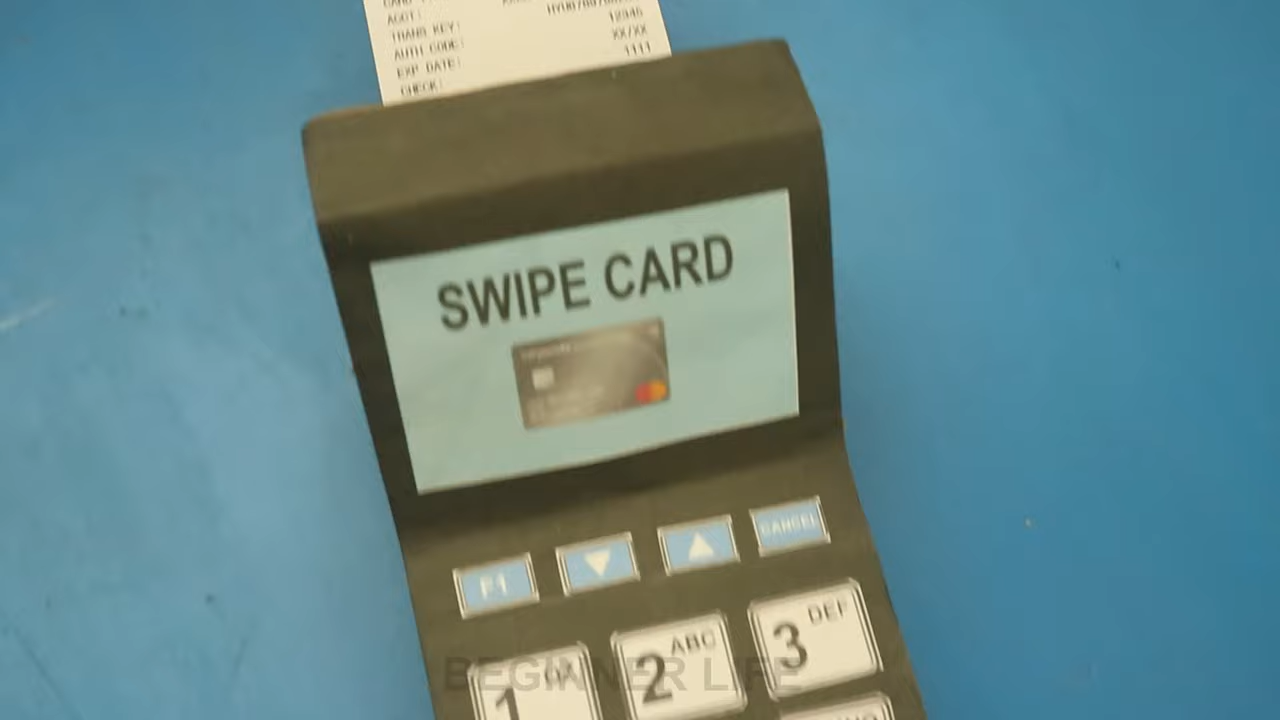 ACCT:
TRANS KEY:
AUTH CODE:
EXP DATE:
CHECK:
12345
XX/XX
1111
SWIPE CARD
F1
CANCEL
1
2 ABC
3 DEF
BEGINNER LIFE